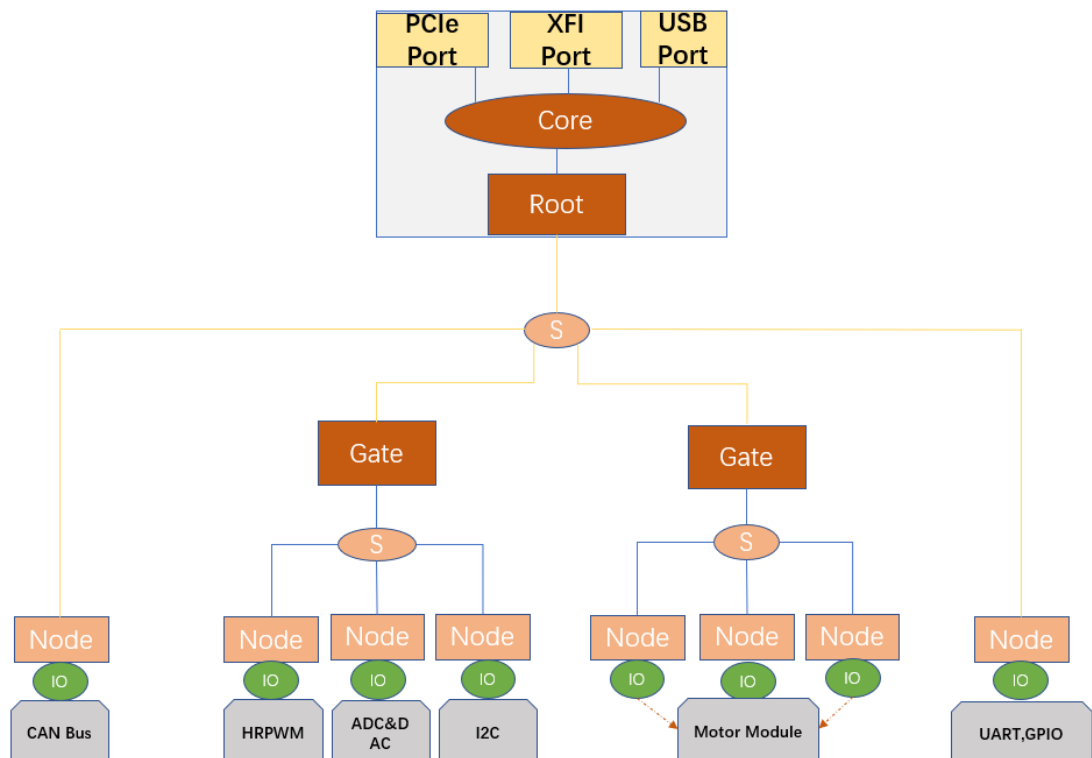 PCIe
Port
XFI
Port
USB
Port
Core
Root
S
Gate
Gate
S
S
Node
Node
Node
Node
Node
Node
Node
Node
IO
IO
IO
IO
IO
IO
IO
IO
CAN Bus
HRPWM
ADC&D
AC
I2C
Motor Module
UART,GPIO